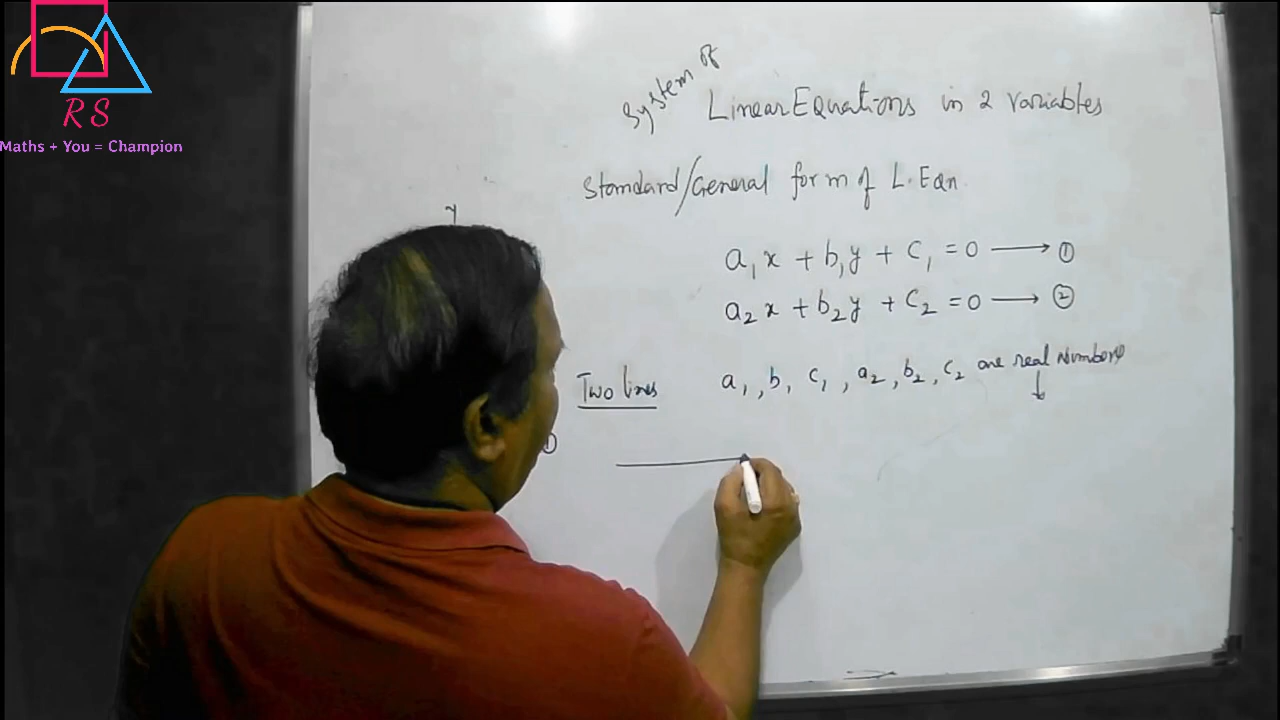 RS
Maths + You = Champion
System of
Linear Equations in 2 variables
Standard/General form of L.Eqn.
a₁x + b₁y + c₁ = 0 → ①
a₂x + b₂y + c₂ = 0 → ②
Two lines
a₁, b₁ c₁, a₂, b₂, c₂ are real Numbers
①